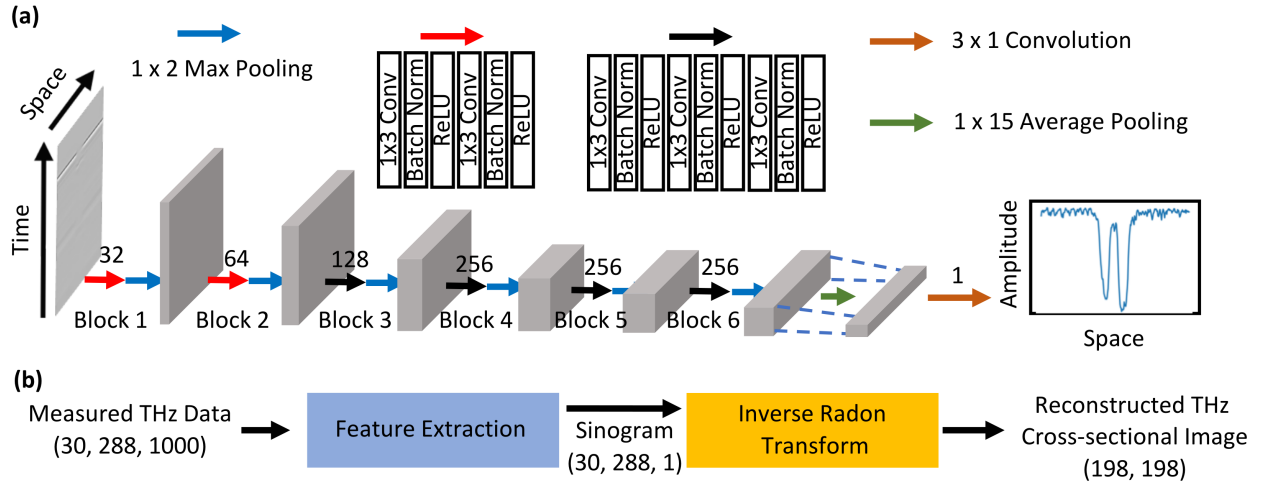 (a)
1 x 2 Max Pooling
1x3 Conv
Batch Norm
ReLU
1x3 Conv
Batch Norm
ReLU
1x3 Conv
Batch Norm
ReLU
1x3 Conv
Batch Norm
ReLU
1x3 Conv
Batch Norm
ReLU
3 x 1 Convolution
1 x 15 Average Pooling
Space
Time
32
64
128
256
256
256
1
Block 1
Block 2
Block 3
Block 4
Block 5
Block 6
Amplitude
Space
(b)
Measured THz Data
(30, 288, 1000)
Feature Extraction
Sinogram
(30, 288, 1)
Inverse Radon
Transform
Reconstructed THz
Cross-sectional Image
(198, 198)